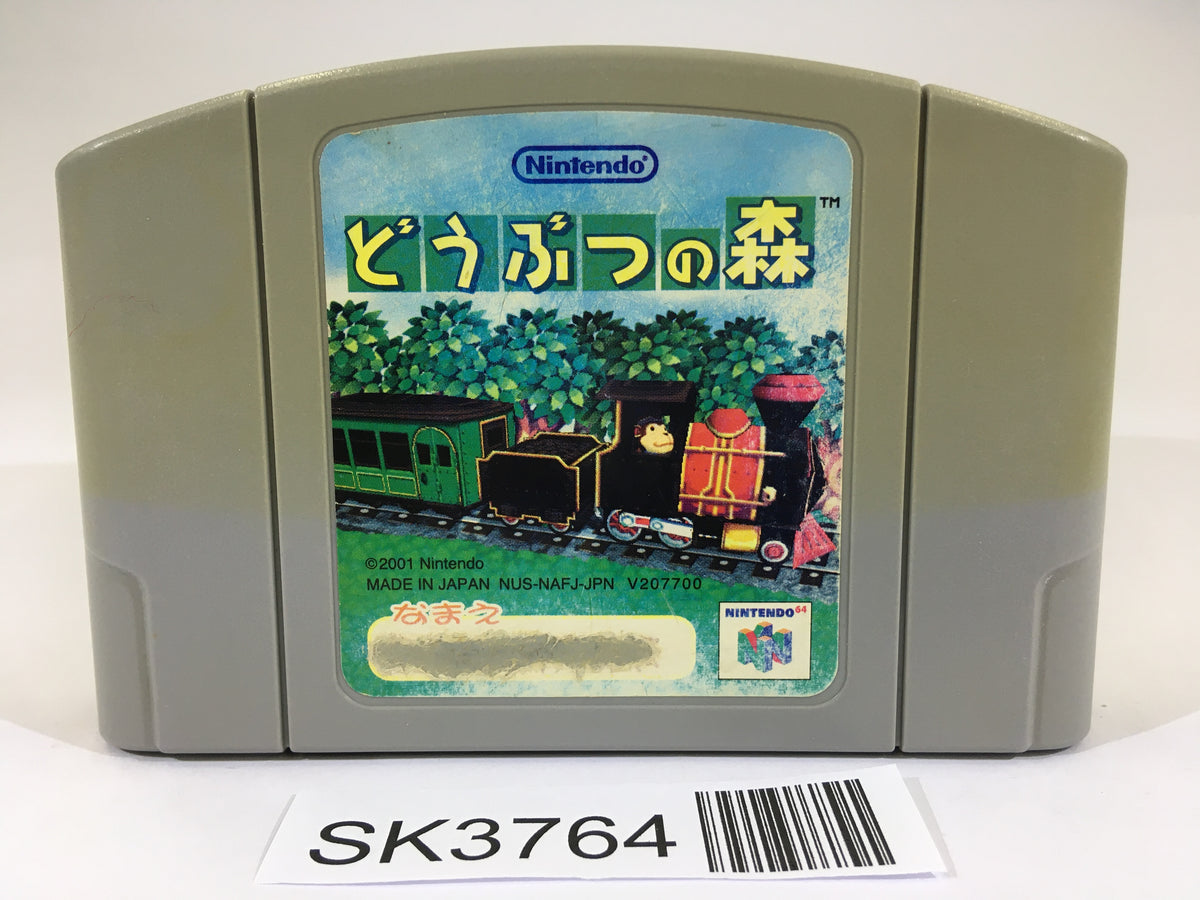 Nintendo®
どうぶつの森™
©2001 Nintendo
MADE IN JAPAN NUS-NAFJ-JPN V207700
なまえ
NINTENDO64
SK3764